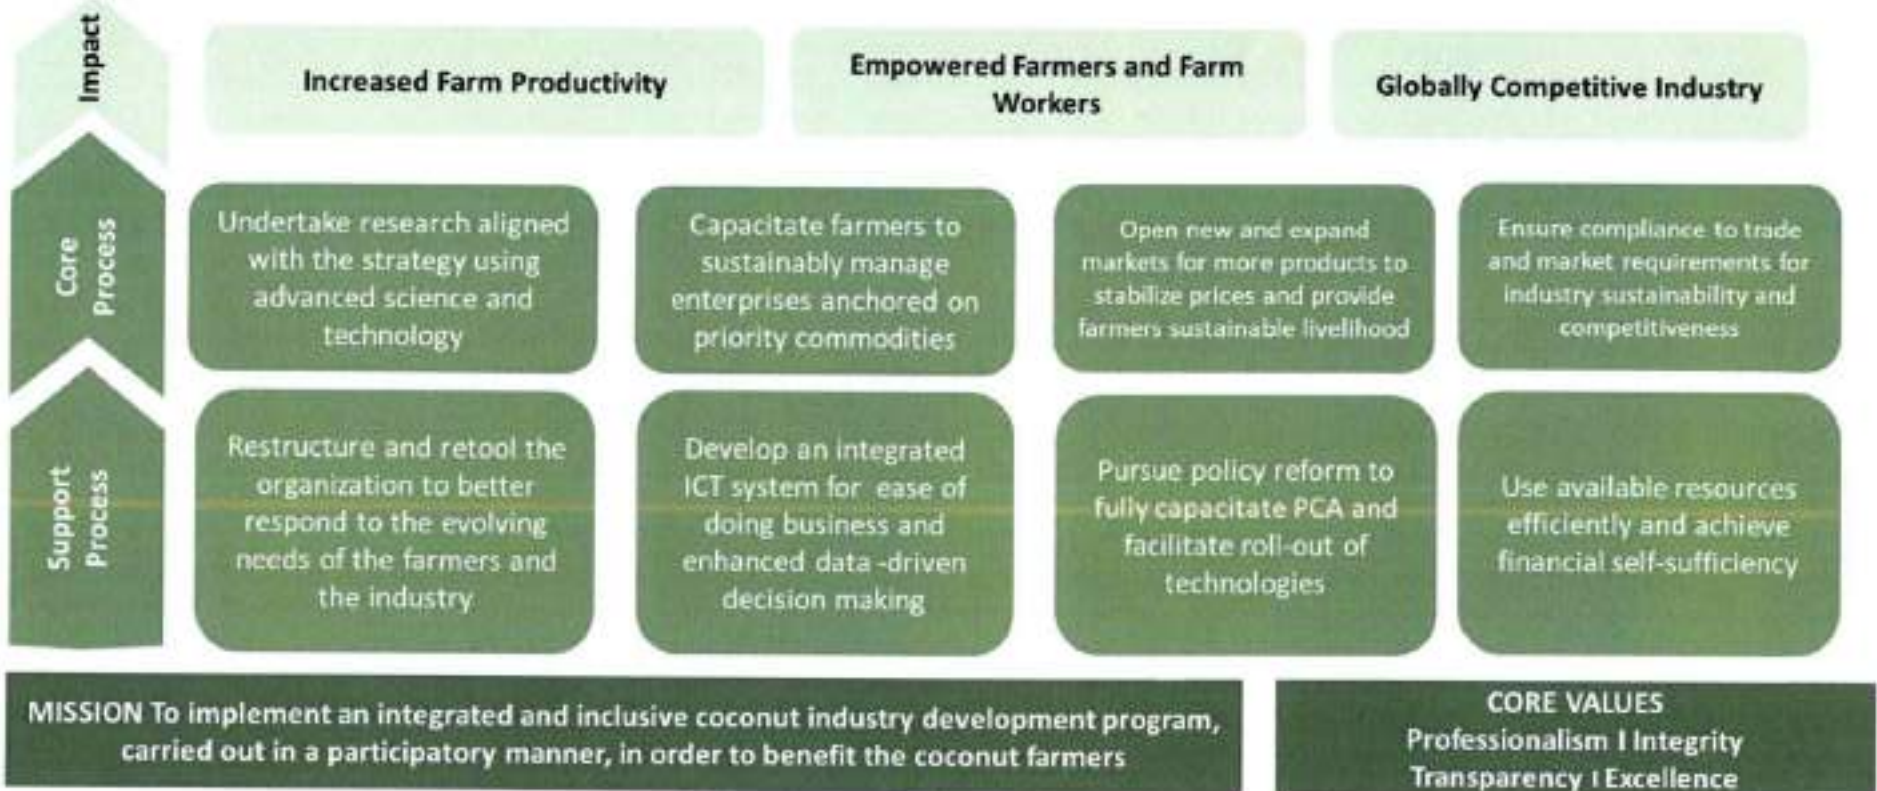 Impact
Increased Farm Productivity
Empowered Farmers and Farm
Workers
Globally Competitive Industry
Core
Process
Undertake research aligned
with the strategy using
advanced science and
technology
Capacitate farmers to
sustainably manage
enterprises anchored on
priority commodities
Open new and expand
markets for more products to
stabilize prices and provide
farmers sustainable livelihood
Ensure compliance to trade
and market requirements for
industry sustainability and
competitiveness
Support
Process
Restructure and retool the
organization to better
respond to the evolving
needs of the farmers and
the industry
Develop an integrated
ICT system for ease of
doing business and
enhanced data -driven
decision making
Pursue policy reform to
fully capacitate PCA and
facilitate roll-out of
technologies
Use available resources
efficiently and achieve
financial self-sufficiency
MISSION To implement an integrated and inclusive coconut industry development program,
carried out in a participatory manner, in order to benefit the coconut farmers
CORE VALUES
Professionalism I Integrity
Transparency I Excellence